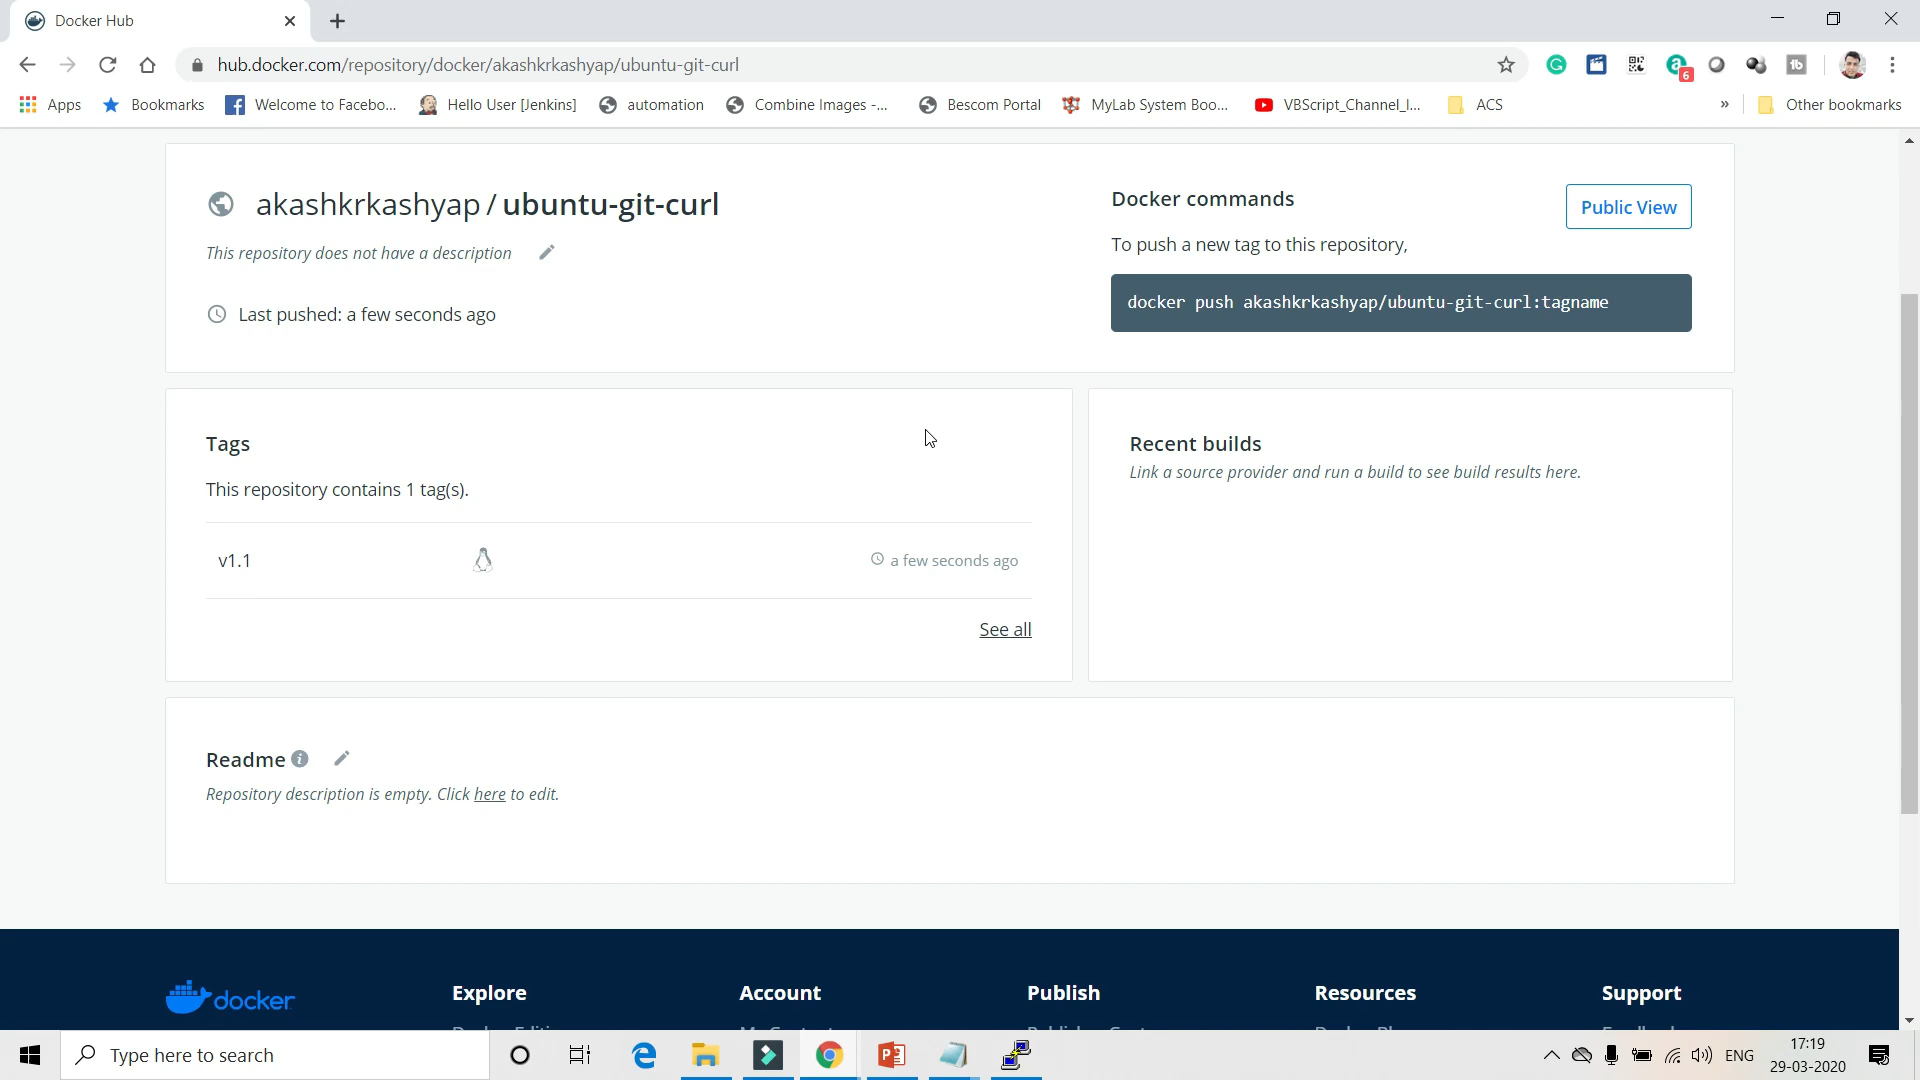 Docker Hub
hub.docker.com/repository/docker/akashkrkashyap/ubuntu-git-curl
6
Apps Bookmarks Welcome to Facebo... Hello User [Jenkins] automation Combine Images -... Bescom Portal MyLab System Boo... VBScript_Channel_I... ACS » Other bookmarks
akashkrkashyap / ubuntu-git-curl
This repository does not have a description
Last pushed: a few seconds ago
Docker commands
Public View
To push a new tag to this repository,
docker push akashkrkashyap/ubuntu-git-curl:tagname
Tags
This repository contains 1 tag(s).
v1.1 a few seconds ago
See all
Recent builds
Link a source provider and run a build to see build results here.
Readme
Repository description is empty. Click here to edit.
docker
Explore Account Publish Resources Support
Type here to search
ENG
17:19
29-03-2020